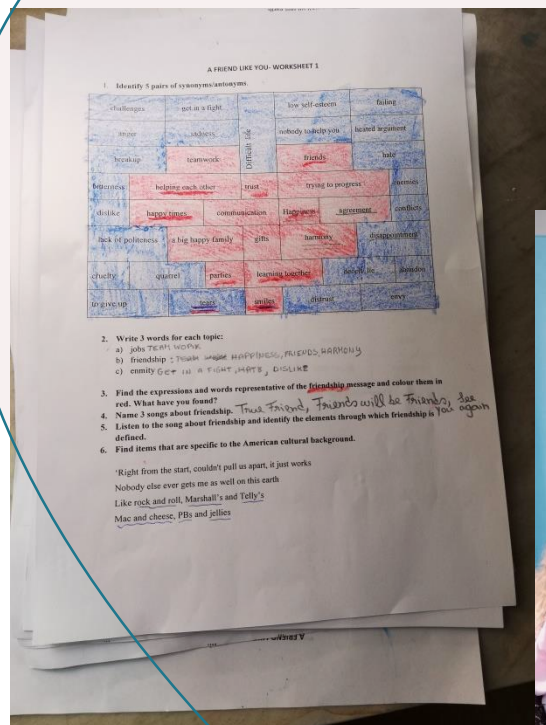 A FRIEND LIKE YOU- WORKSHEET 1
1. Identify 5 pairs of synonyms/antonyms.
challenges get in a fight low self-esteem failing
anger sadness Difficult life nobody to help you heated argument
breakup teamwork friends hate
bitterness helping each other trust trying to progress enemies
dislike happy times communication Happiness agreement conflicts
lack of politeness a big happy family gifts harmony disappointment
cruelty quarrel parties learning together abandon
to give up tears smiles distrust envy
2. Write 3 words for each topic:
a) jobs TEAM WORK
b) friendship : HAPPINESS, FRIENDS, HARMONY
c) enmity GET IN A FIGHT, HATE, DISLIKE
3. Find the expressions and words representative of the friendship message and colour them in
red. What have you found?
4. Name 3 songs about friendship. True Friend, Friends will be Friends, See
you again
5. Listen to the song about friendship and identify the elements through which friendship is
defined.
6. Find items that are specific to the American cultural background.
'Right from the start, couldn't pull us apart, it just works
Nobody else ever gets me as well on this earth
Like rock and roll, Marshall's and Telly's
Mac and cheese, PBs and jellies
A FRIEND